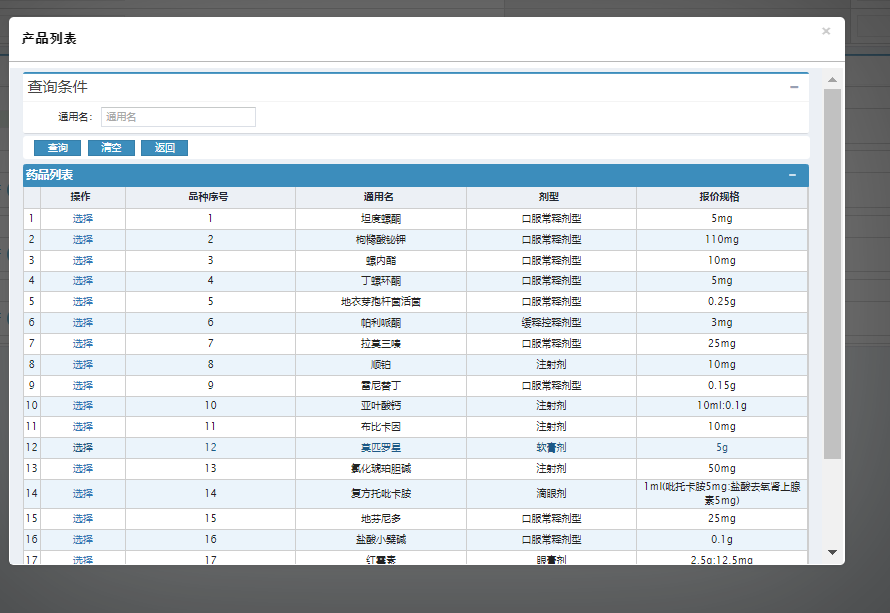 产品列表 ×
查询条件 −
通用名: 通用名
查询 清空 返回
药品列表 −
操作 品种序号 通用名 剂型 报价规格
1 选择 1 坦度螺酮 口服常释剂型 5mg
2 选择 2 枸橼酸铋钾 口服常释剂型 110mg
3 选择 3 螺内酯 口服常释剂型 10mg
4 选择 4 丁螺环酮 口服常释剂型 5mg
5 选择 5 地衣芽孢杆菌活菌 口服常释剂型 0.25g
6 选择 6 帕利哌酮 缓释控释剂型 3mg
7 选择 7 拉莫三嗪 口服常释剂型 25mg
8 选择 8 顺铂 注射剂 10mg
9 选择 9 雷尼替丁 口服常释剂型 0.15g
10 选择 10 亚叶酸钙 注射剂 10ml:0.1g
11 选择 11 布比卡因 注射剂 10mg
12 选择 12 莫匹罗星 软膏剂 5g
13 选择 13 氯化琥珀胆碱 注射剂 50mg
14 选择 14 复方托吡卡胺 滴眼剂 1ml(吡托卡胺5mg:盐酸去氧肾上腺
素5mg)
15 选择 15 地芬尼多 口服常释剂型 25mg
16 选择 16 盐酸小檗碱 口服常释剂型 0.1g
17 选择 17 红霉素 眼膏剂 2.5g:12.5mg